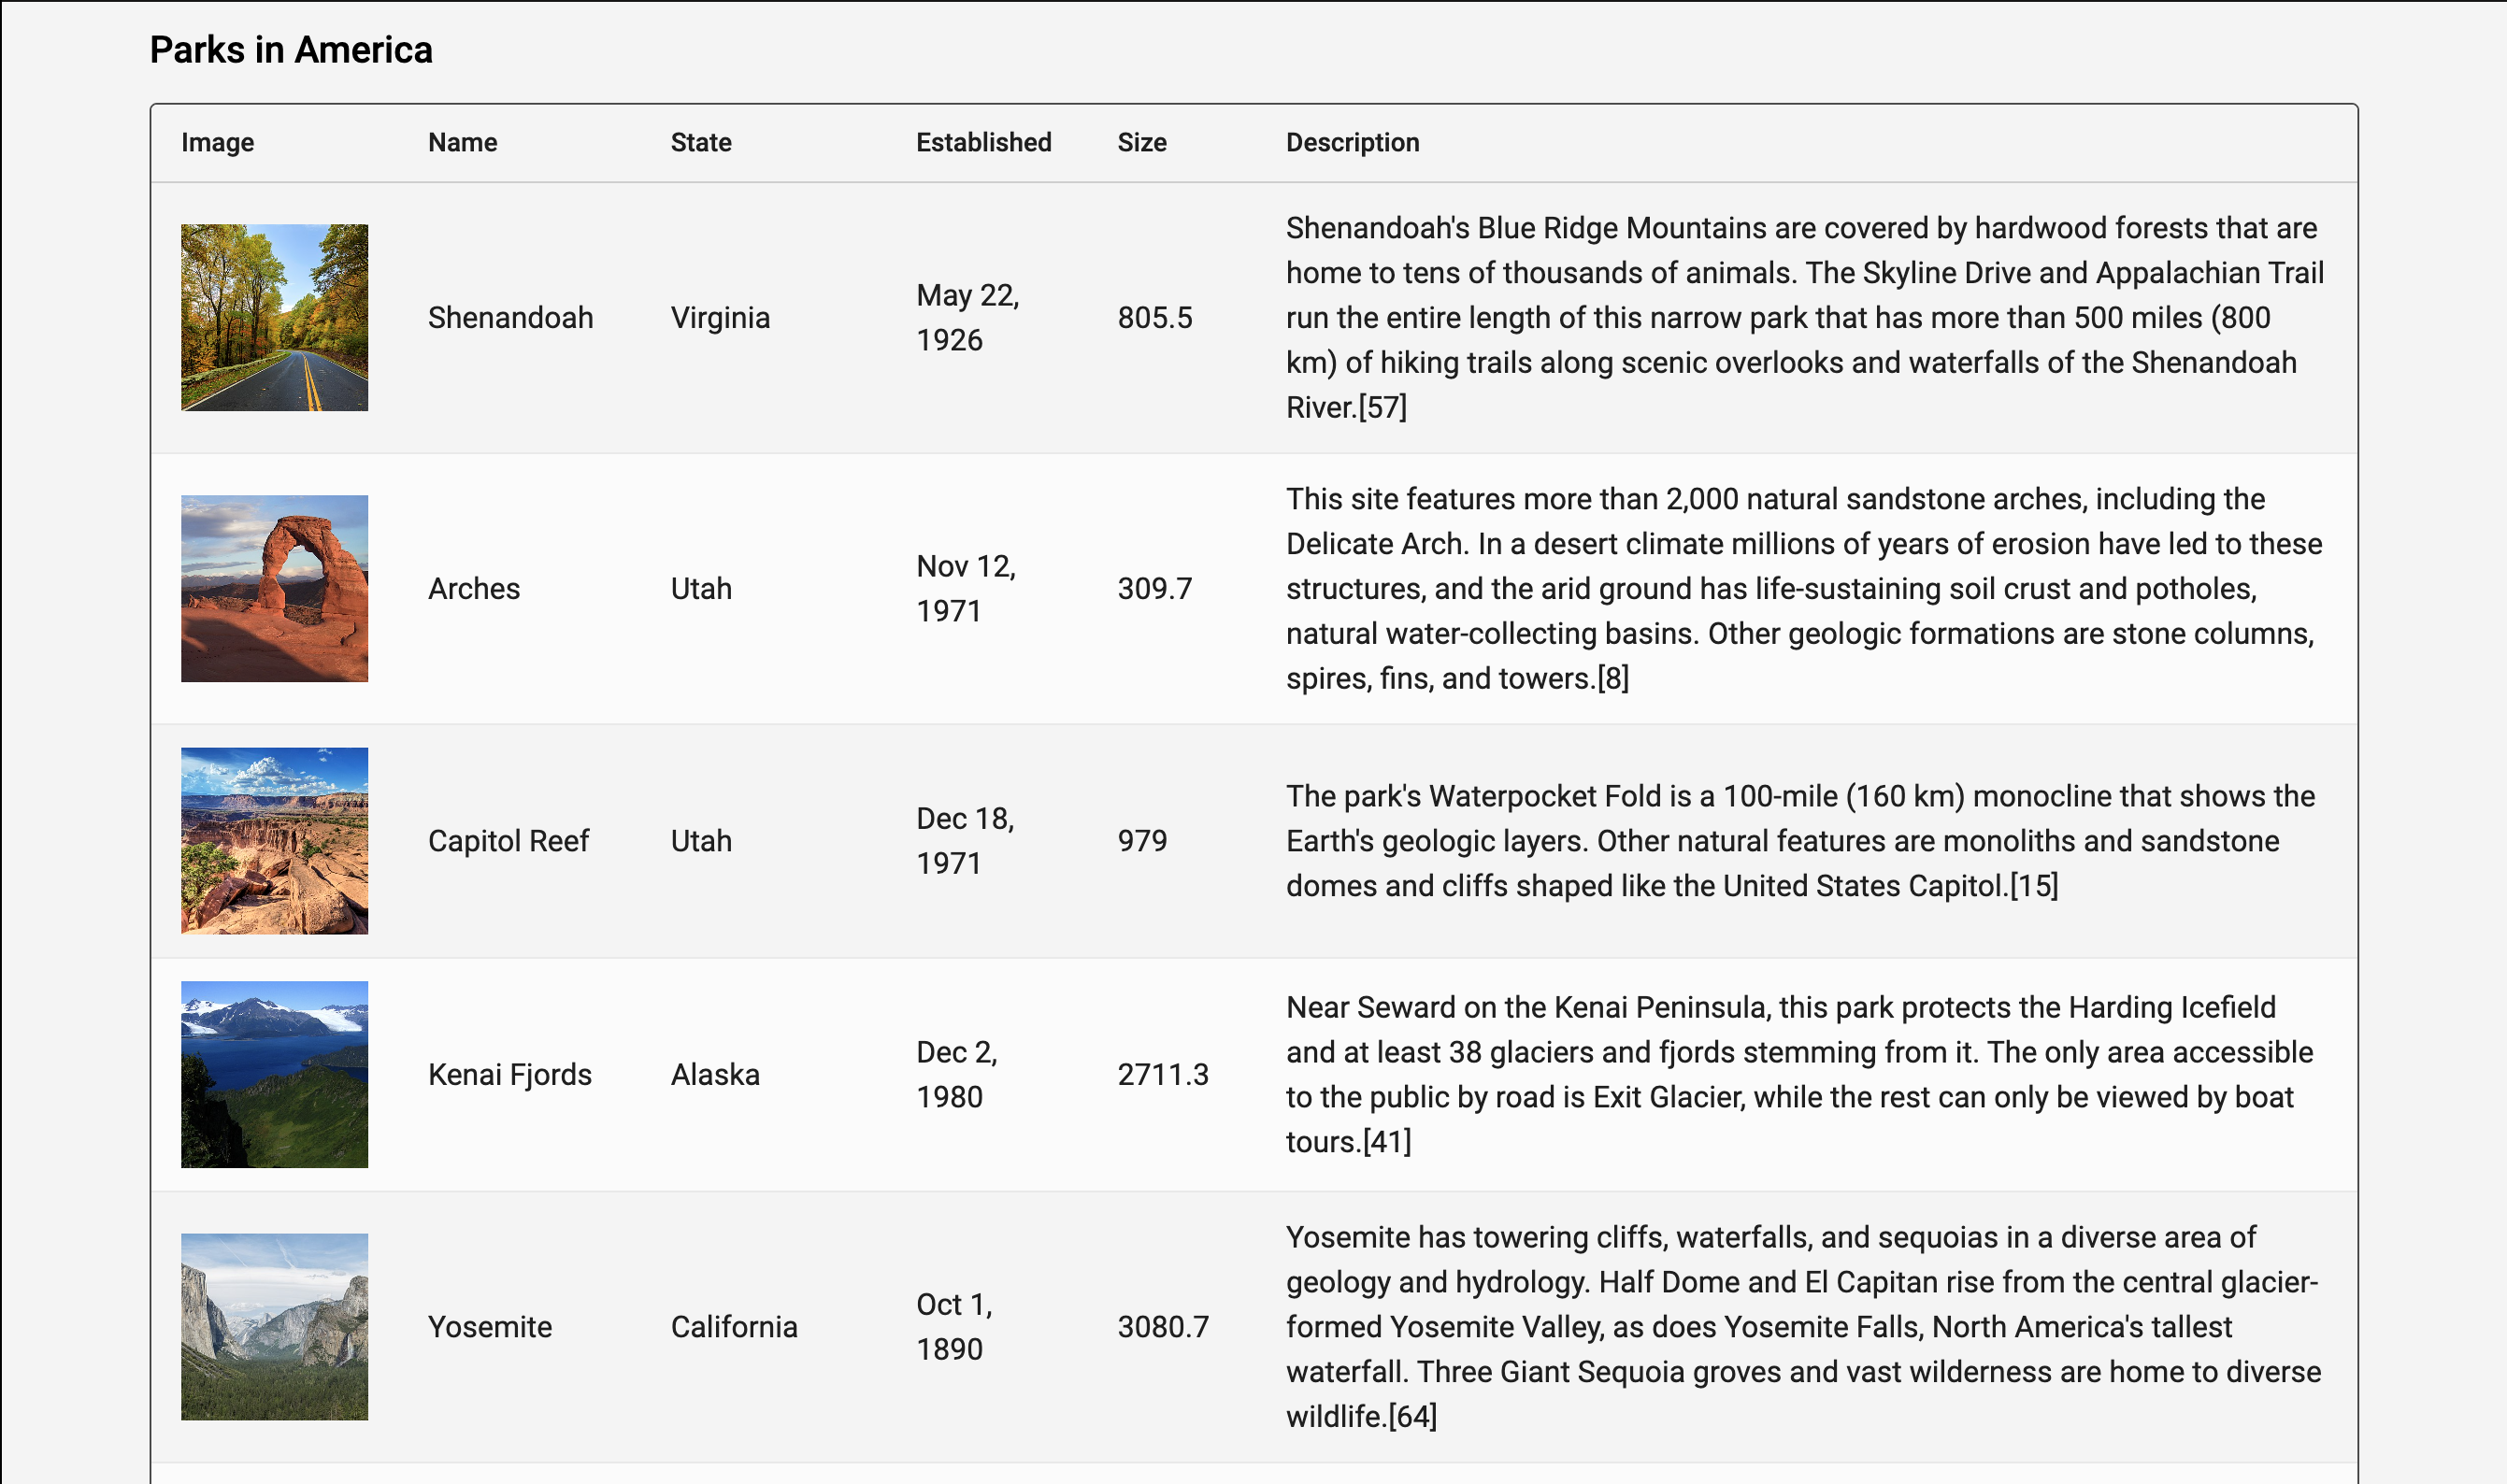 Parks in America
Image Name State Established Size Description
Shenandoah Virginia May 22, 1926 805.5
Shenandoah's Blue Ridge Mountains are covered by hardwood forests that are
home to tens of thousands of animals. The Skyline Drive and Appalachian Trail
run the entire length of this narrow park that has more than 500 miles (800
km) of hiking trails along scenic overlooks and waterfalls of the Shenandoah
River.[57]
Arches Utah Nov 12, 1971 309.7
This site features more than 2,000 natural sandstone arches, including the
Delicate Arch. In a desert climate millions of years of erosion have led to these
structures, and the arid ground has life-sustaining soil crust and potholes,
natural water-collecting basins. Other geologic formations are stone columns,
spires, fins, and towers.[8]
Capitol Reef Utah Dec 18, 1971 979
The park's Waterpocket Fold is a 100-mile (160 km) monocline that shows the
Earth's geologic layers. Other natural features are monoliths and sandstone
domes and cliffs shaped like the United States Capitol.[15]
Kenai Fjords Alaska Dec 2, 1980 2711.3
Near Seward on the Kenai Peninsula, this park protects the Harding Icefield
and at least 38 glaciers and fjords stemming from it. The only area accessible
to the public by road is Exit Glacier, while the rest can only be viewed by boat
tours.[41]
Yosemite California Oct 1, 1890 3080.7
Yosemite has towering cliffs, waterfalls, and sequoias in a diverse area of
geology and hydrology. Half Dome and El Capitan rise from the central glacier-
formed Yosemite Valley, as does Yosemite Falls, North America's tallest
waterfall. Three Giant Sequoia groves and vast wilderness are home to diverse
wildlife.[64]